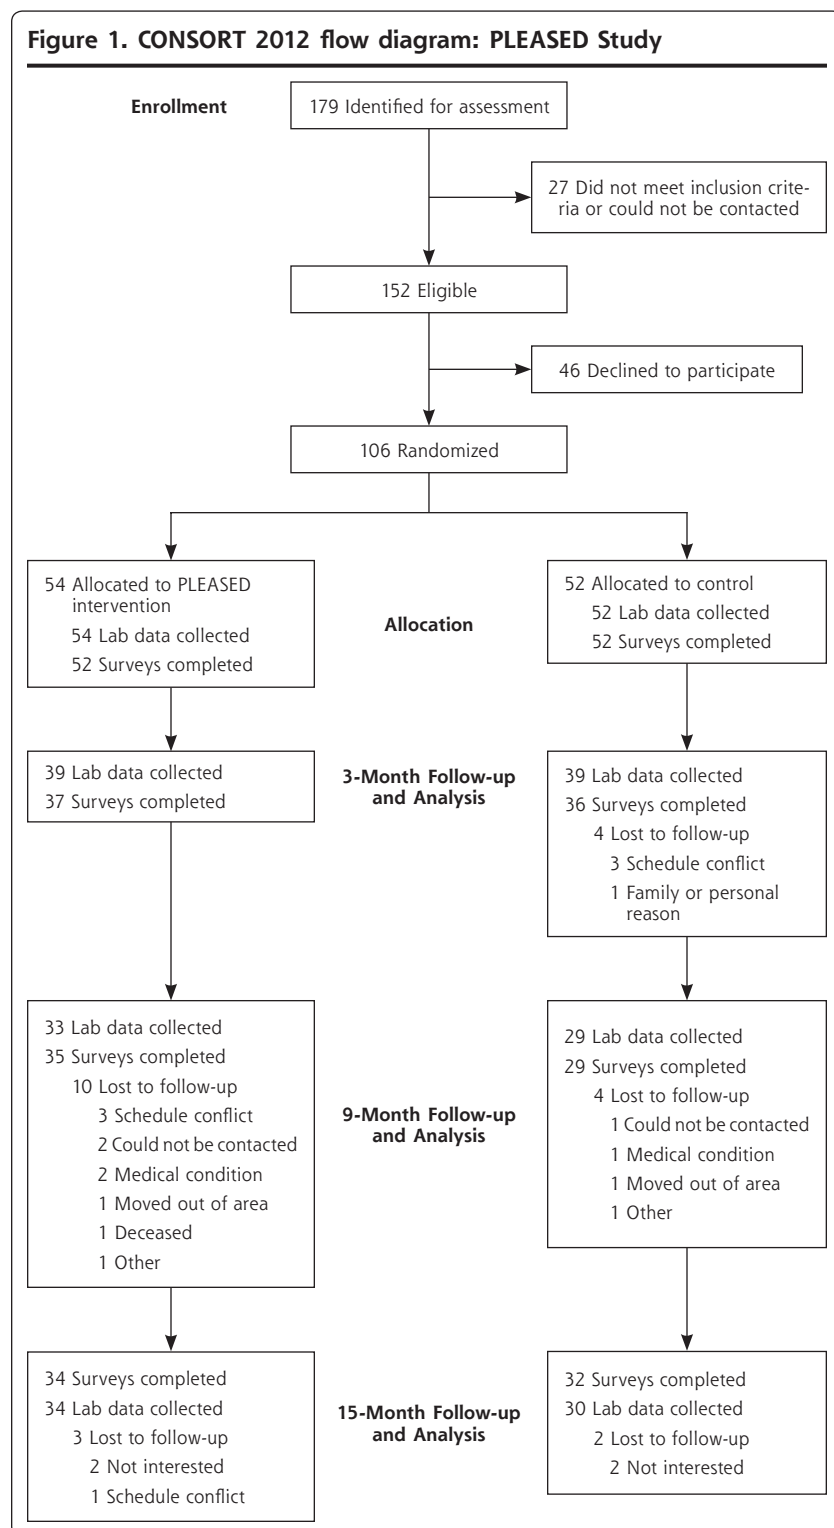 Figure 1. CONSORT 2012 flow diagram: PLEASED Study
Enrollment
179 Identified for assessment
27 Did not meet inclusion crite-
ria or could not be contacted
152 Eligible
46 Declined to participate
106 Randomized
54 Allocated to PLEASED
intervention
54 Lab data collected
52 Surveys completed
Allocation
52 Allocated to control
52 Lab data collected
52 Surveys completed
39 Lab data collected
37 Surveys completed
3-Month Follow-up
and Analysis
39 Lab data collected
36 Surveys completed
4 Lost to follow-up
3 Schedule conflict
1 Family or personal
reason
33 Lab data collected
35 Surveys completed
10 Lost to follow-up
3 Schedule conflict
2 Could not be contacted
2 Medical condition
1 Moved out of area
1 Deceased
1 Other
9-Month Follow-up
and Analysis
29 Lab data collected
29 Surveys completed
4 Lost to follow-up
1 Could not be contacted
1 Medical condition
1 Moved out of area
1 Other
34 Surveys completed
34 Lab data collected
3 Lost to follow-up
2 Not interested
1 Schedule conflict
15-Month Follow-up
and Analysis
32 Surveys completed
30 Lab data collected
2 Lost to follow-up
2 Not interested